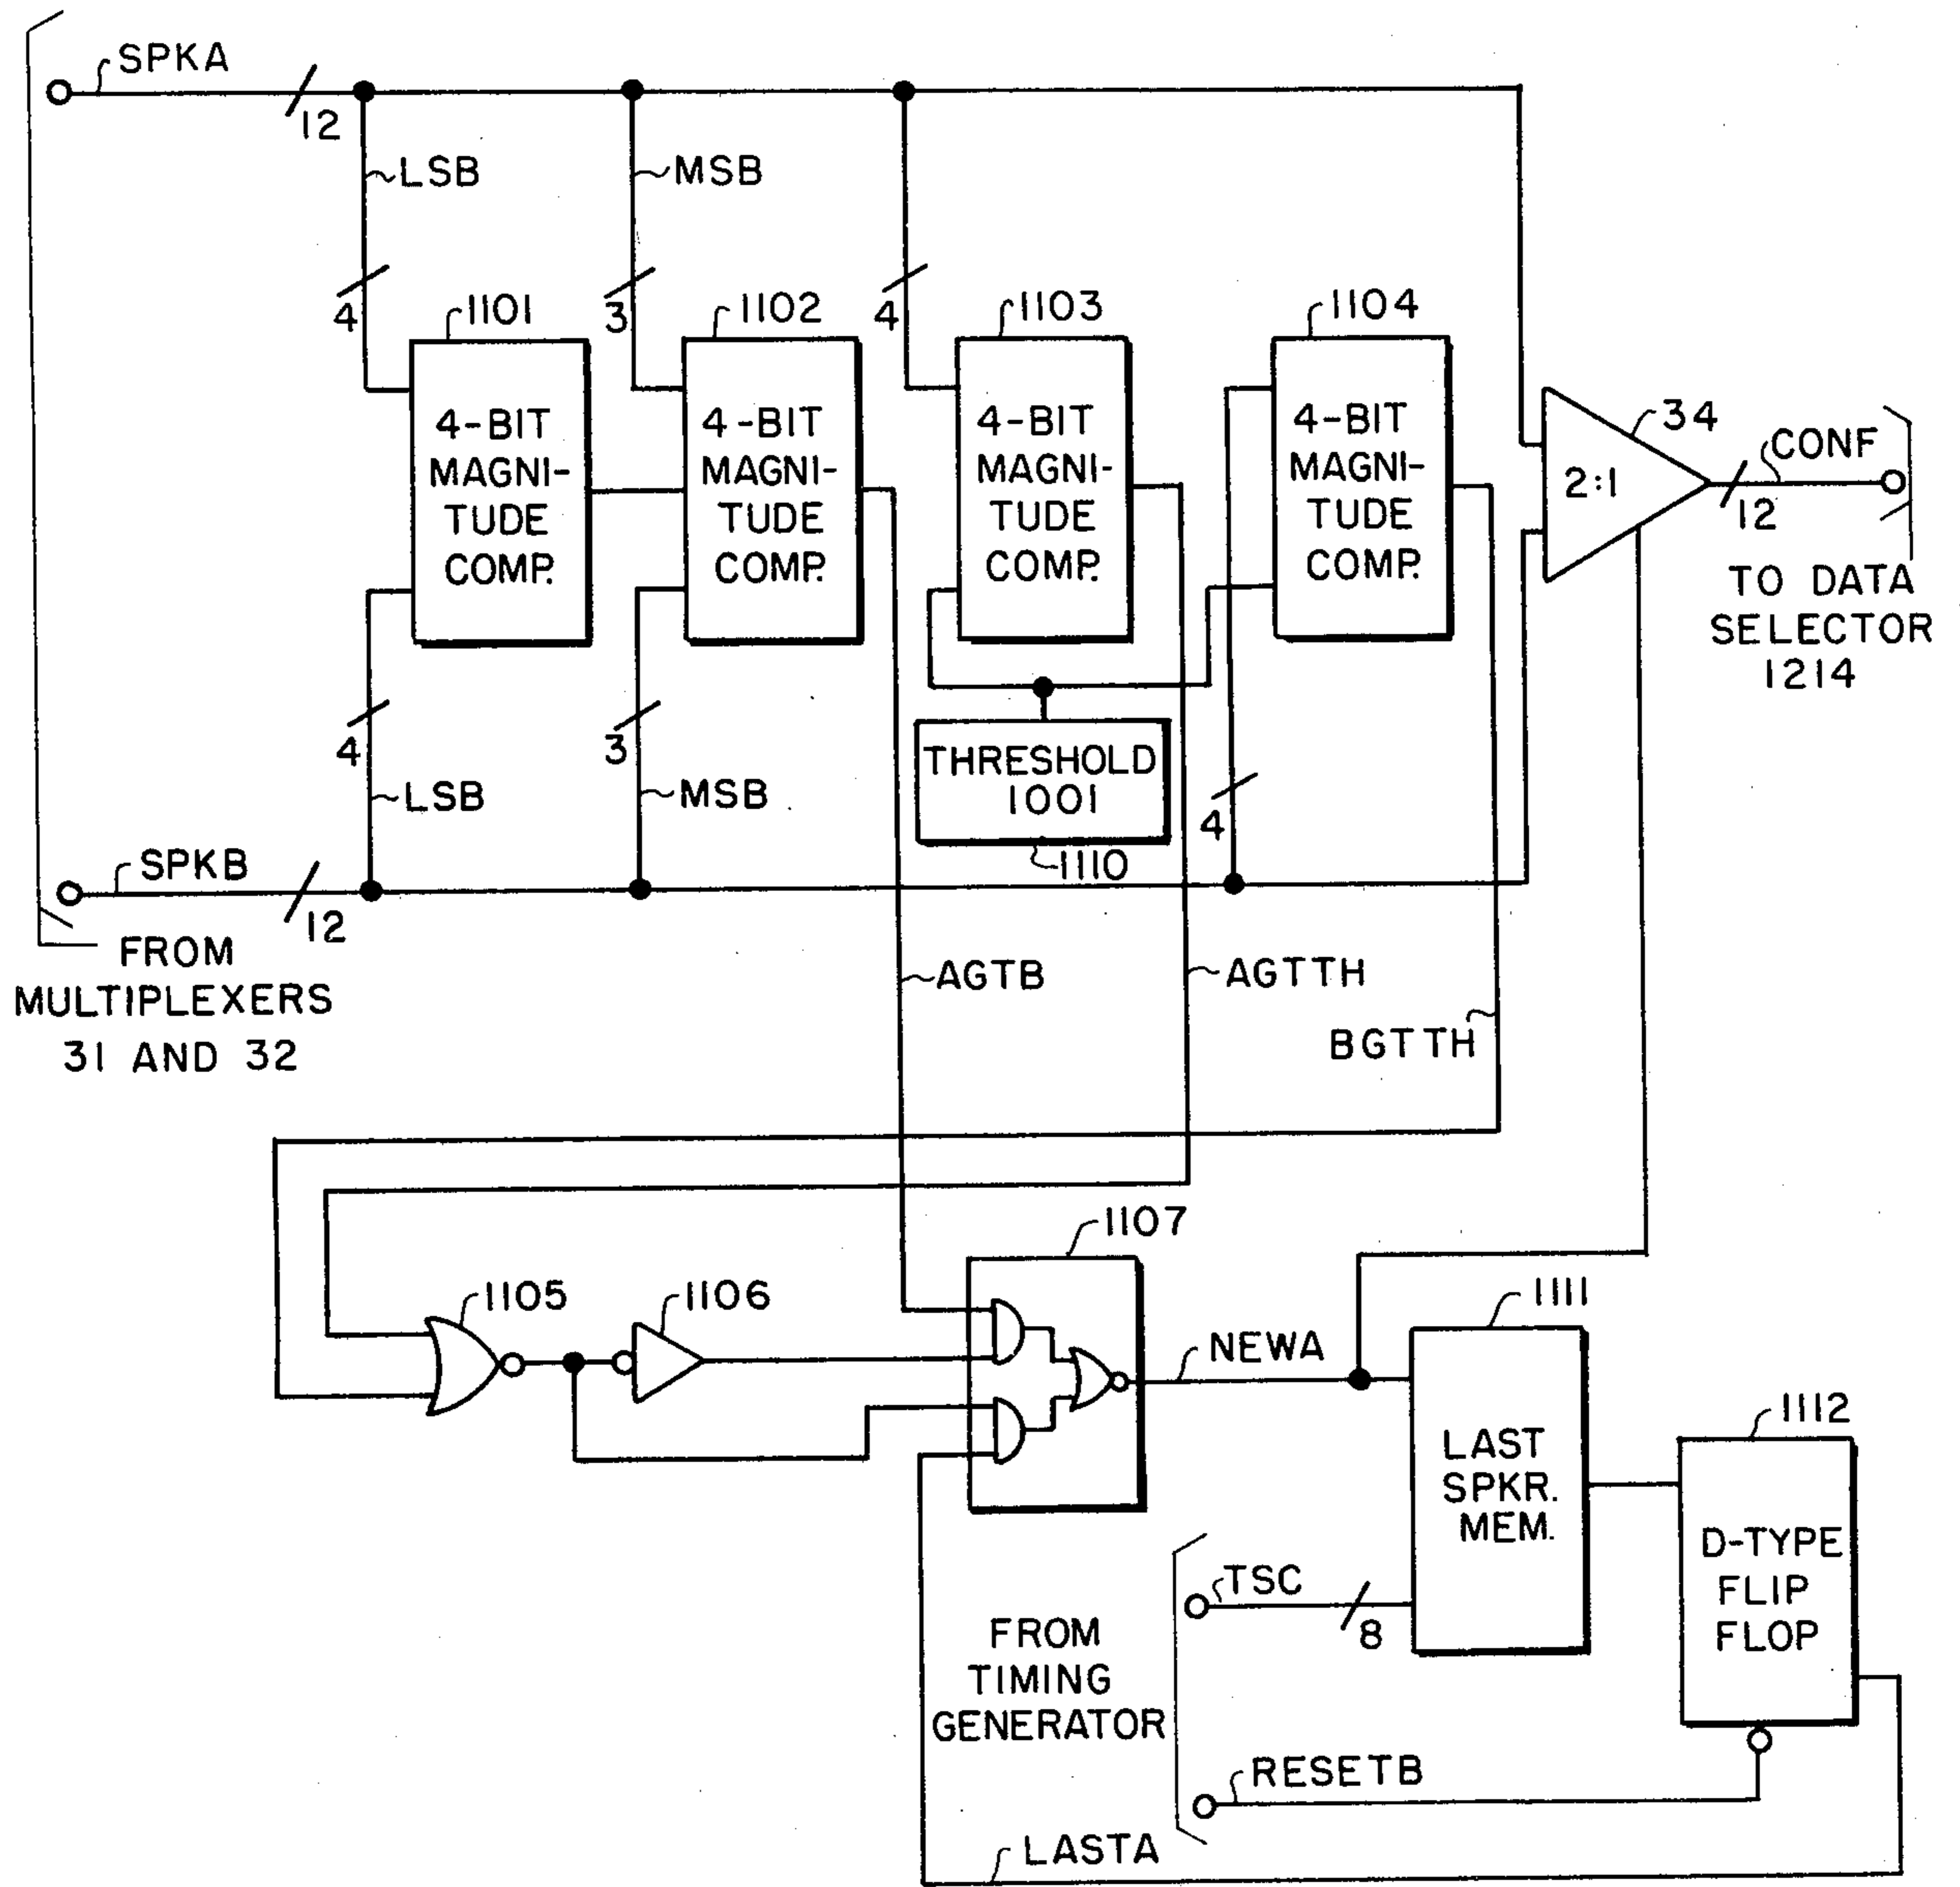 SPKA
12
LSB
MSB
4
3
4
1101
1102
1103
1104
34
4-BIT
MAGNI-
TUDE
COMP.
4-BIT
MAGNI-
TUDE
COMP.
4-BIT
MAGNI-
TUDE
COMP.
4-BIT
MAGNI-
TUDE
COMP.
2:1
CONF
12
TO DATA
SELECTOR
1214
4
LSB
3
MSB
THRESHOLD
1001
1110
4
SPKB
12
FROM
MULTIPLEXERS
31 AND 32
AGTB
AGTTH
BGTTH
1105
1106
1107
NEWA
1111
LAST
SPKR.
MEM.
1112
D-TYPE
FLIP
FLOP
TSC
8
FROM
TIMING
GENERATOR
RESETB
LASTA